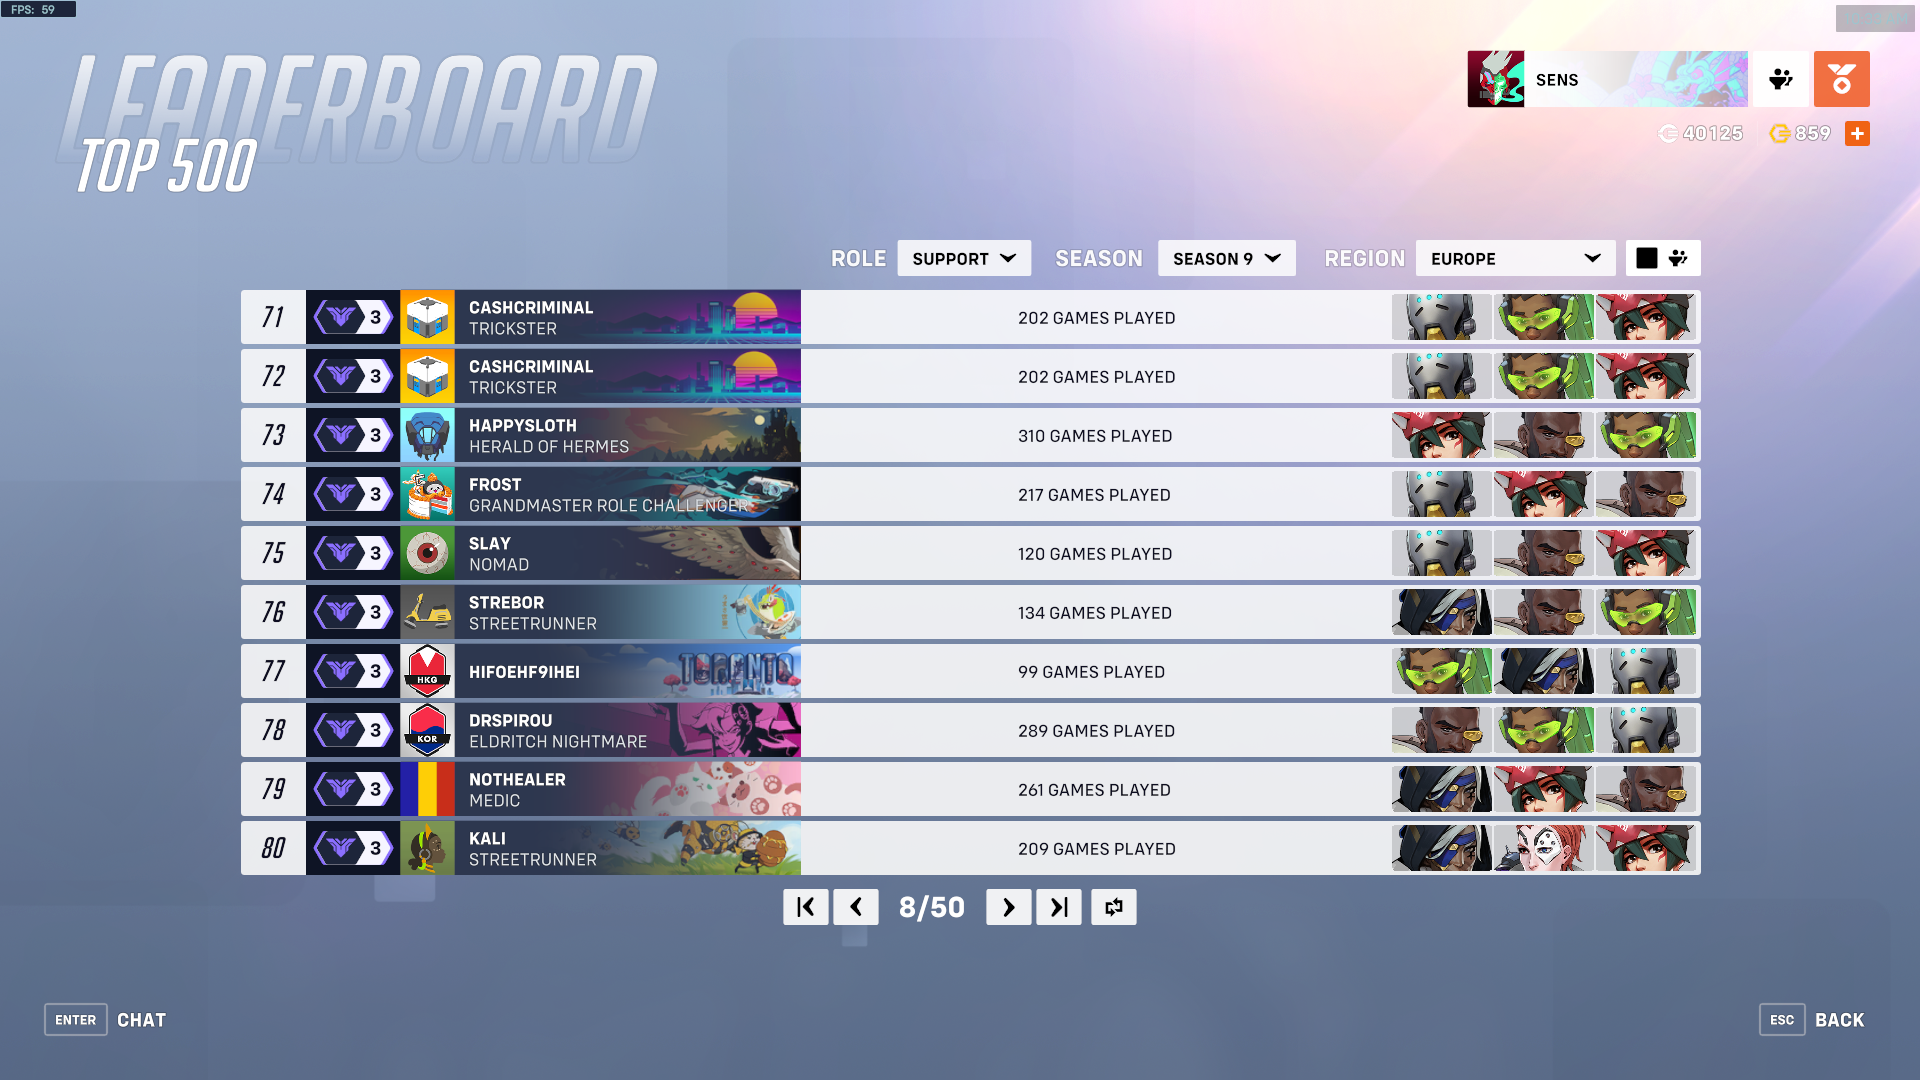 FPS: 59
LEADERBOARD
TOP 500
SENS
40125
859
ROLE
SUPPORT
SEASON
SEASON 9
REGION
EUROPE
71
3
CASHCRIMINAL
TRICKSTER
202 GAMES PLAYED
72
3
CASHCRIMINAL
TRICKSTER
202 GAMES PLAYED
73
3
HAPPYSLOTH
HERALD OF HERMES
310 GAMES PLAYED
74
3
FROST
GRANDMASTER ROLE CHALLENGER
217 GAMES PLAYED
75
3
SLAY
NOMAD
120 GAMES PLAYED
76
3
STREBOR
STREETRUNNER
134 GAMES PLAYED
77
3
HKG
HIFOEHF9IHEI
TORONTO
99 GAMES PLAYED
78
3
KOR
DRSPIROU
ELDRITCH NIGHTMARE
289 GAMES PLAYED
79
3
NOTHEALER
MEDIC
261 GAMES PLAYED
80
3
KALI
STREETRUNNER
209 GAMES PLAYED
8/50
ENTER
CHAT
ESC
BACK